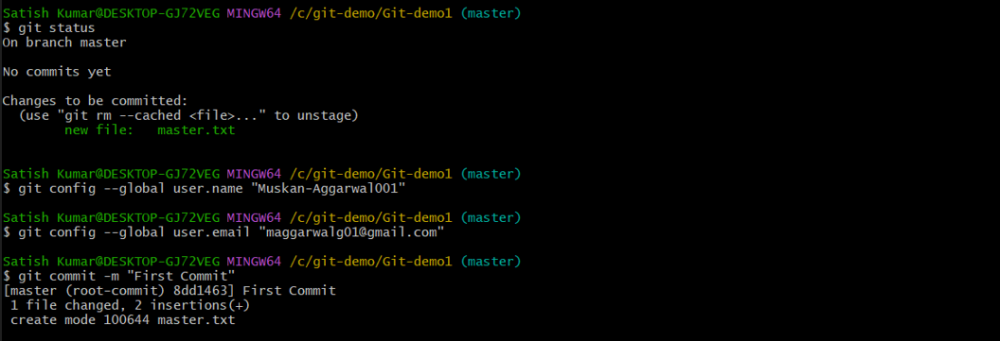 Satish Kumar@DESKTOP-GJ72VEG MINGW64 /c/git-demo/Git-demo1 (master)
$ git status
On branch master
No commits yet
Changes to be committed:
  (use "git rm --cached <file>..." to unstage)
        new file:   master.txt
Satish Kumar@DESKTOP-GJ72VEG MINGW64 /c/git-demo/Git-demo1 (master)
$ git config --global user.name "Muskan-Aggarwal001"
Satish Kumar@DESKTOP-GJ72VEG MINGW64 /c/git-demo/Git-demo1 (master)
$ git config --global user.email "maggarwalg01@gmail.com"
Satish Kumar@DESKTOP-GJ72VEG MINGW64 /c/git-demo/Git-demo1 (master)
$ git commit -m "First Commit"
[master (root-commit) 8dd1463] First Commit
 1 file changed, 2 insertions(+)
 create mode 100644 master.txt